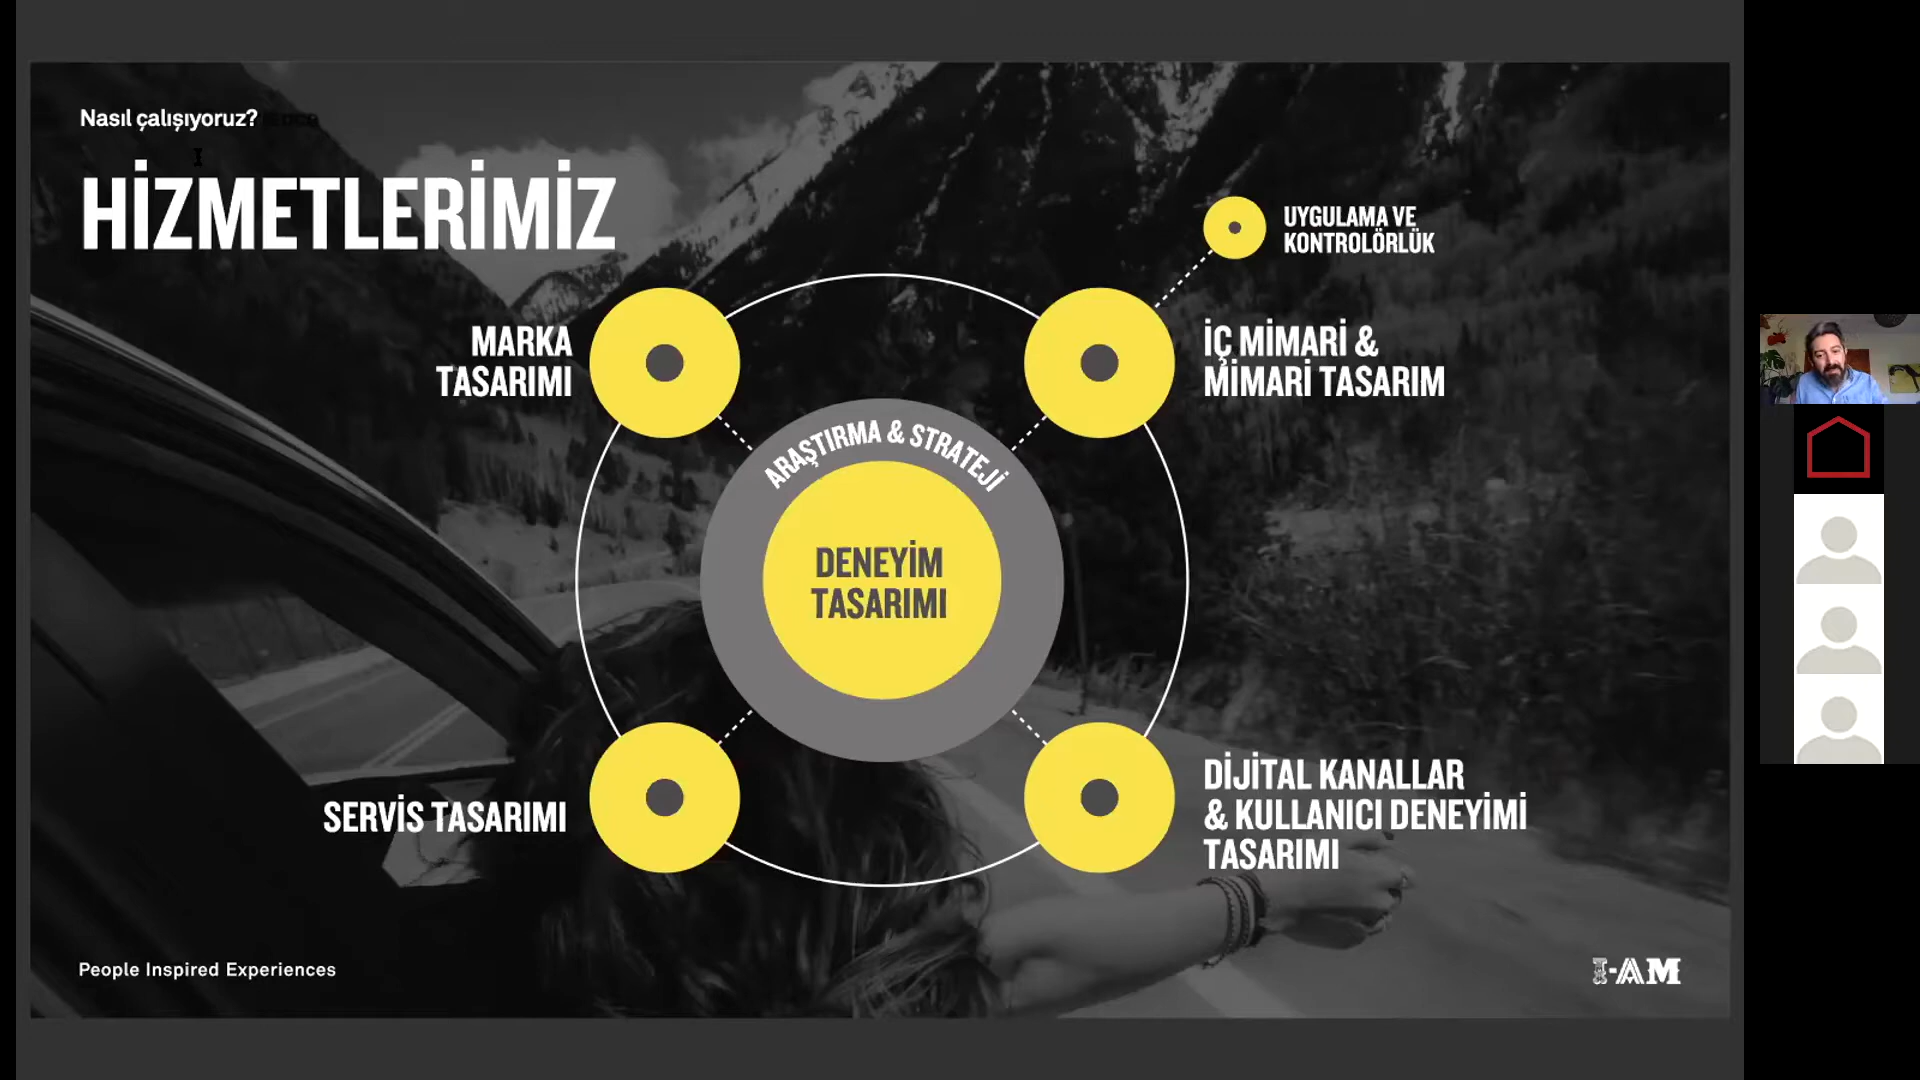 Nasıl çalışıyoruz?
HİZMETLERİMİZ
UYGULAMA VE
KONTROLÖRLÜK
MARKA
TASARIMI
İÇ MİMARİ &
MİMARİ TASARIM
ARAŞTIRMA & STRATEJİ
DENEYİM
TASARIMI
SERVİS TASARIMI
DİJİTAL KANALLAR
& KULLANICI DENEYİMİ
TASARIMI
People Inspired Experiences
I-AM